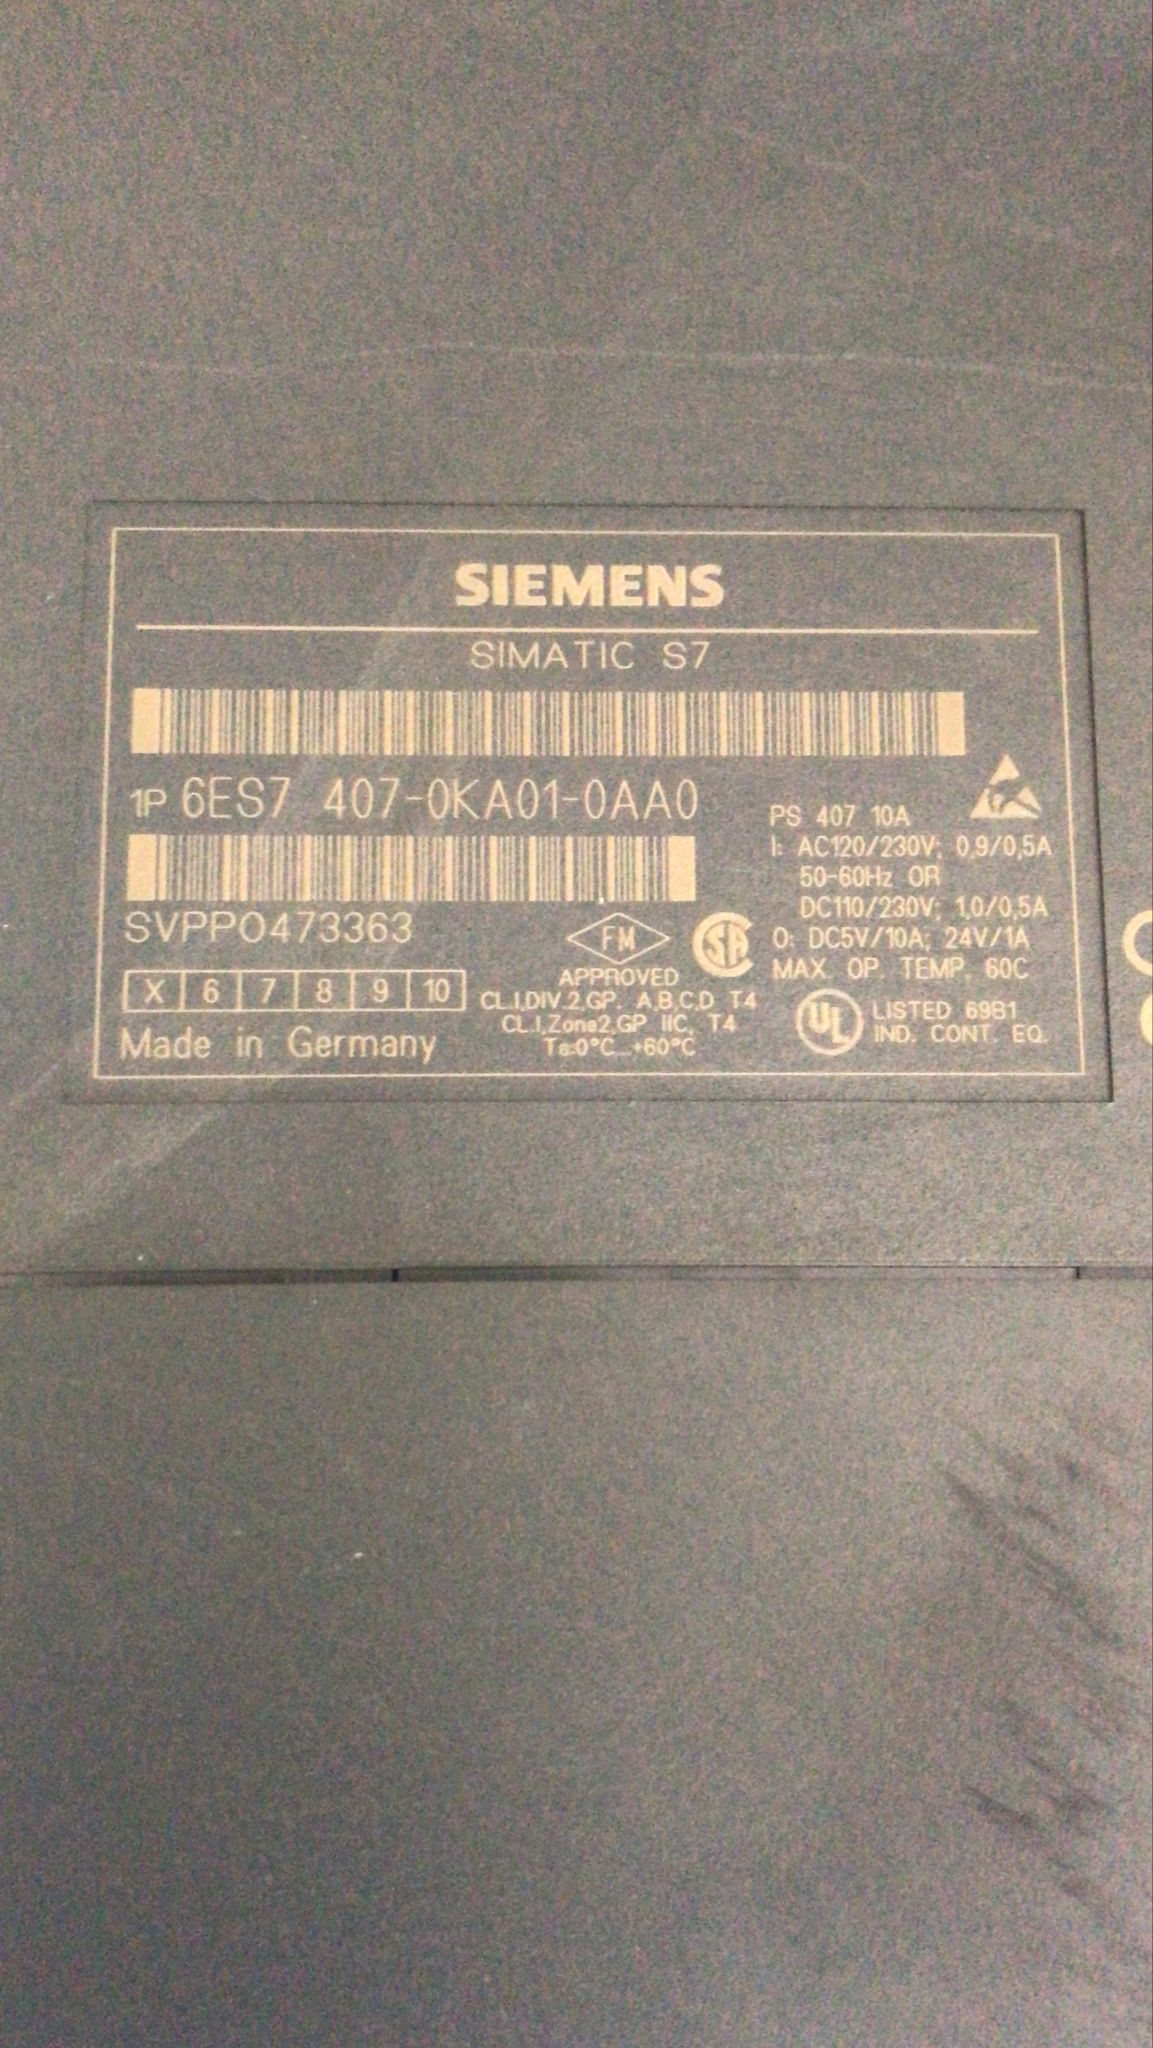 SIEMENS
SIMATIC S7
1P 6ES7 407-0KA01-0AA0
SVPP0473363
X 6 7 8 9 10
Made in Germany
FM
APPROVED
CL.I,DIV.2,GP. A,B,C,D T4
CL.I,Zone2,GP IIC, T4
Ta:0°C...+60°C
SA
PS 407 10A
I: AC120/230V; 0,9/0,5A
50-60Hz OR
DC110/230V; 1,0/0,5A
O: DC5V/10A; 24V/1A
MAX. OP. TEMP. 60C
UL
LISTED 69B1
IND. CONT. EQ.